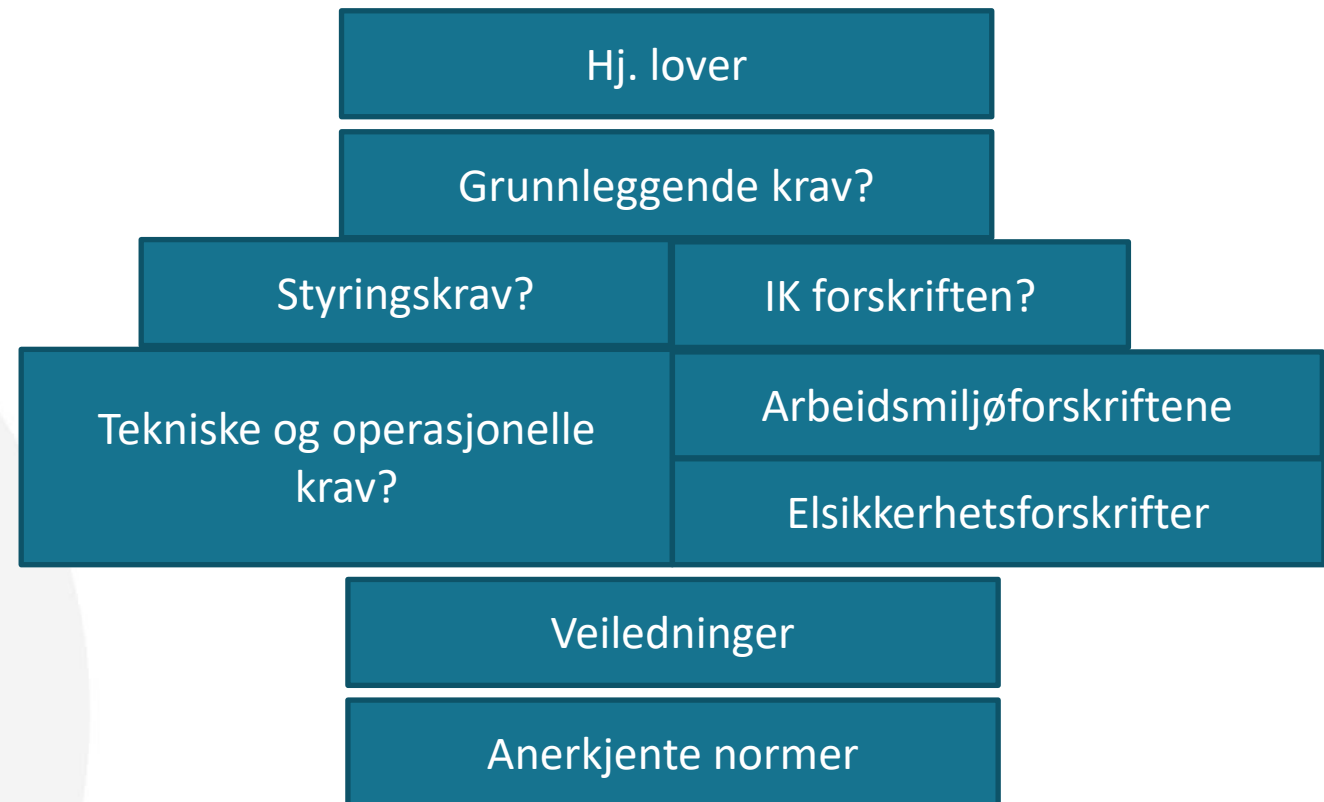 Hj. lover
Grunnleggende krav?
Styringskrav?
IK forskriften?
Tekniske og operasjonelle
krav?
Arbeidsmiljøforskriftene
Elsikkerhetsforskrifter
Veiledninger
Anerkjente normer